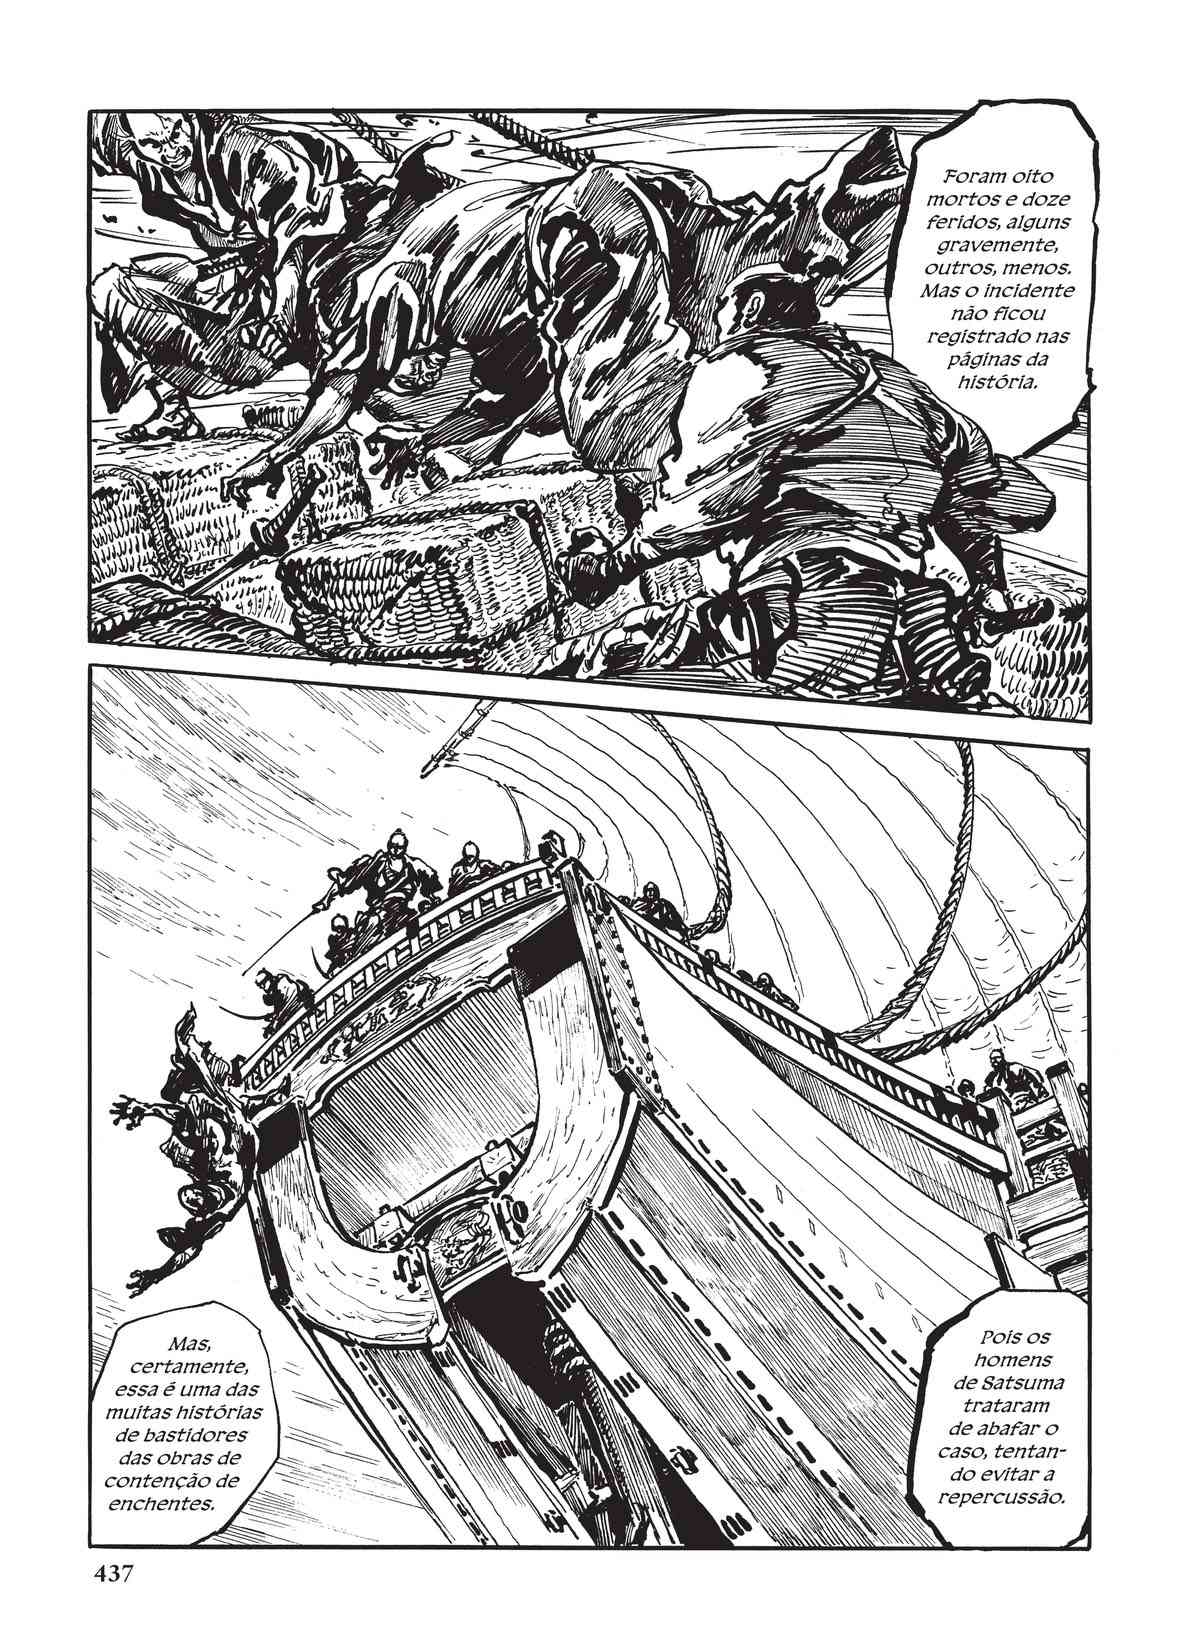 Foram oito
mortos e doze
feridos, alguns
gravemente,
outros, menos.
Mas o incidente
não ficou
registrado nas
páginas da
história.
Pois os
homens
de Satsuma
trataram
de abafar o
caso, tentan-
do evitar a
repercussão.
Mas,
certamente,
essa é uma das
muitas histórias
de bastidores
das obras de
contenção de
enchentes.
437